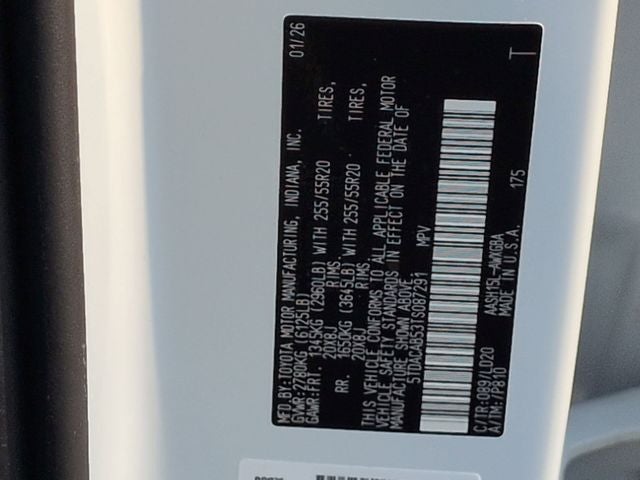 MFD.BY:TOYOTA MOTOR MANUFACTURING, INDIANA, INC. 01/26
GVWR:2780KG (6125LB)
GAWR:FRT. 1345KG (2960LB) WITH 255/55R20 TIRES,
20X8J RIMS,
RR. 1655KG (3645LB) WITH 255/55R20 TIRES,
20X8J RIMS.
THIS VEHICLE CONFORMS TO ALL APPLICABLE FEDERAL MOTOR
VEHICLE SAFETY STANDARDS IN EFFECT ON THE DATE OF
MANUFACTURE SHOWN ABOVE.
5TDACAB53TS087291 MPV
C/TR:089/LD20 AASH15L-AWXGBA 175
A/TM:/P810 MADE IN U.S.A. T